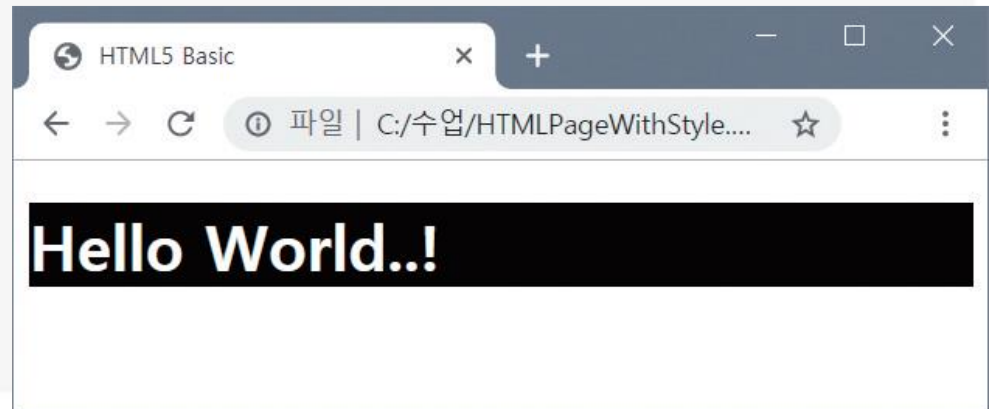 HTML5 Basic
파일 | C:/수업/HTMLPageWithStyle....
Hello World..!